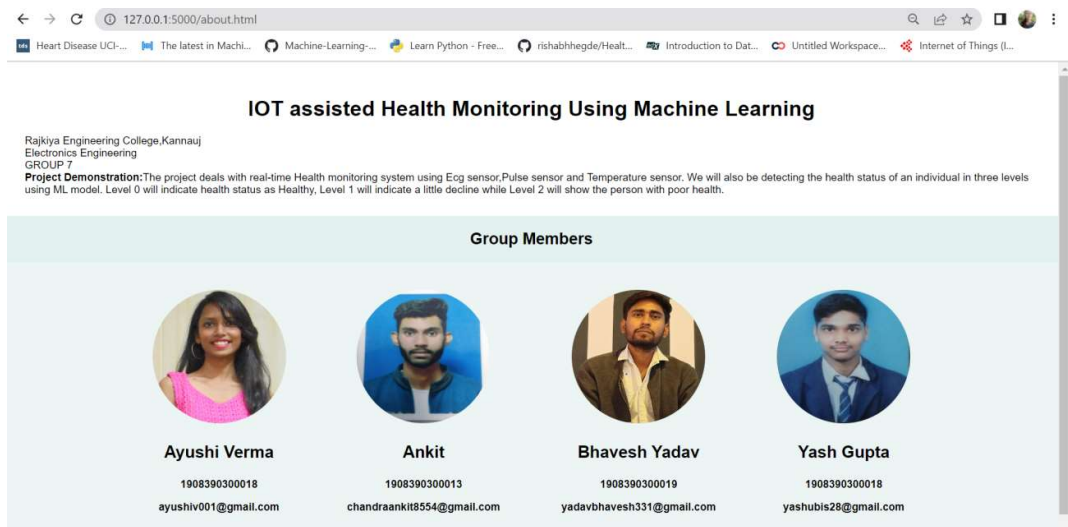 127.0.0.1:5000/about.html
Heart Disease UCI-... The latest in Machi... Machine-Learning-... Learn Python - Free... rishabhhegde/Healt... Introduction to Dat... Untitled Workspace... Internet of Things (I...
IOT assisted Health Monitoring Using Machine Learning
Rajkiya Engineering College,Kannauj
Electronics Engineering
GROUP 7
Project Demonstration:The project deals with real-time Health monitoring system using Ecg sensor,Pulse sensor and Temperature sensor. We will also be detecting the health status of an individual in three levels
using ML model. Level 0 will indicate health status as Healthy, Level 1 will indicate a little decline while Level 2 will show the person with poor health.
Group Members
Ayushi Verma Ankit Bhavesh Yadav Yash Gupta
1908390300018 1908390300013 1908390300019 1908390300018
ayushiv001@gmail.com chandraankit8554@gmail.com yadavbhavesh331@gmail.com yashubis28@gmail.com